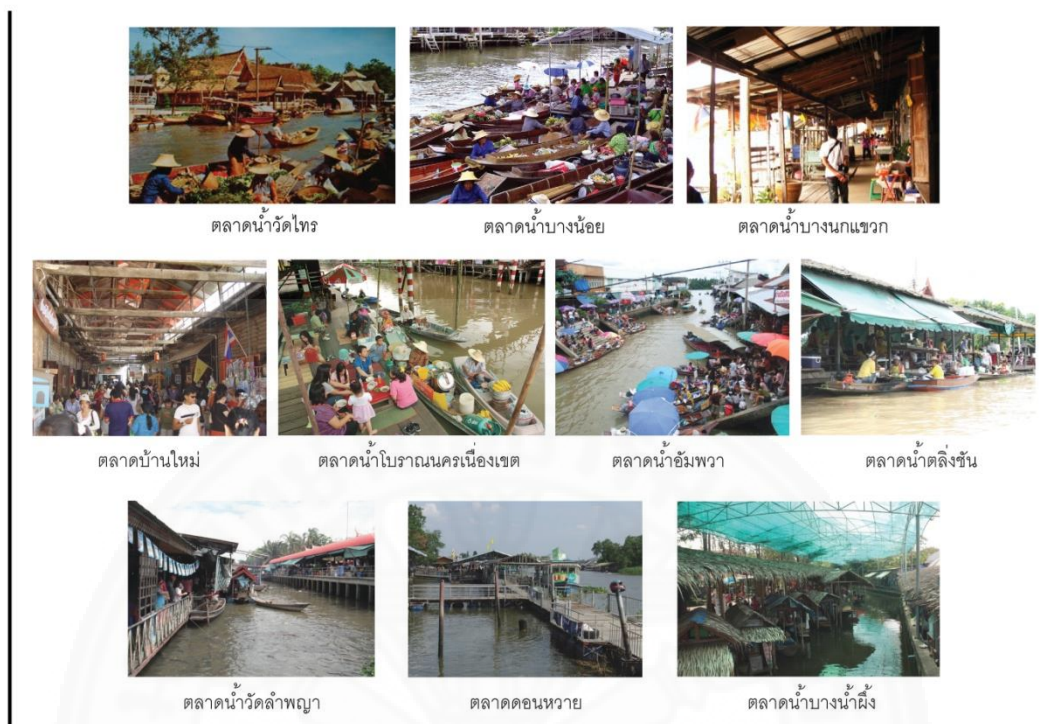 ตลาดน้ำวัดไทร
ตลาดน้ำบางน้อย
ตลาดน้ำบางนกแขวก
ตลาดบ้านใหม่
ตลาดน้ำโบราณนครเนื่องเขต
ตลาดน้ำอัมพวา
ตลาดน้ำตลิ่งชัน
ตลาดน้ำวัดลำพญา
ตลาดดอนหวาย
ตลาดน้ำบางน้ำผึ้ง